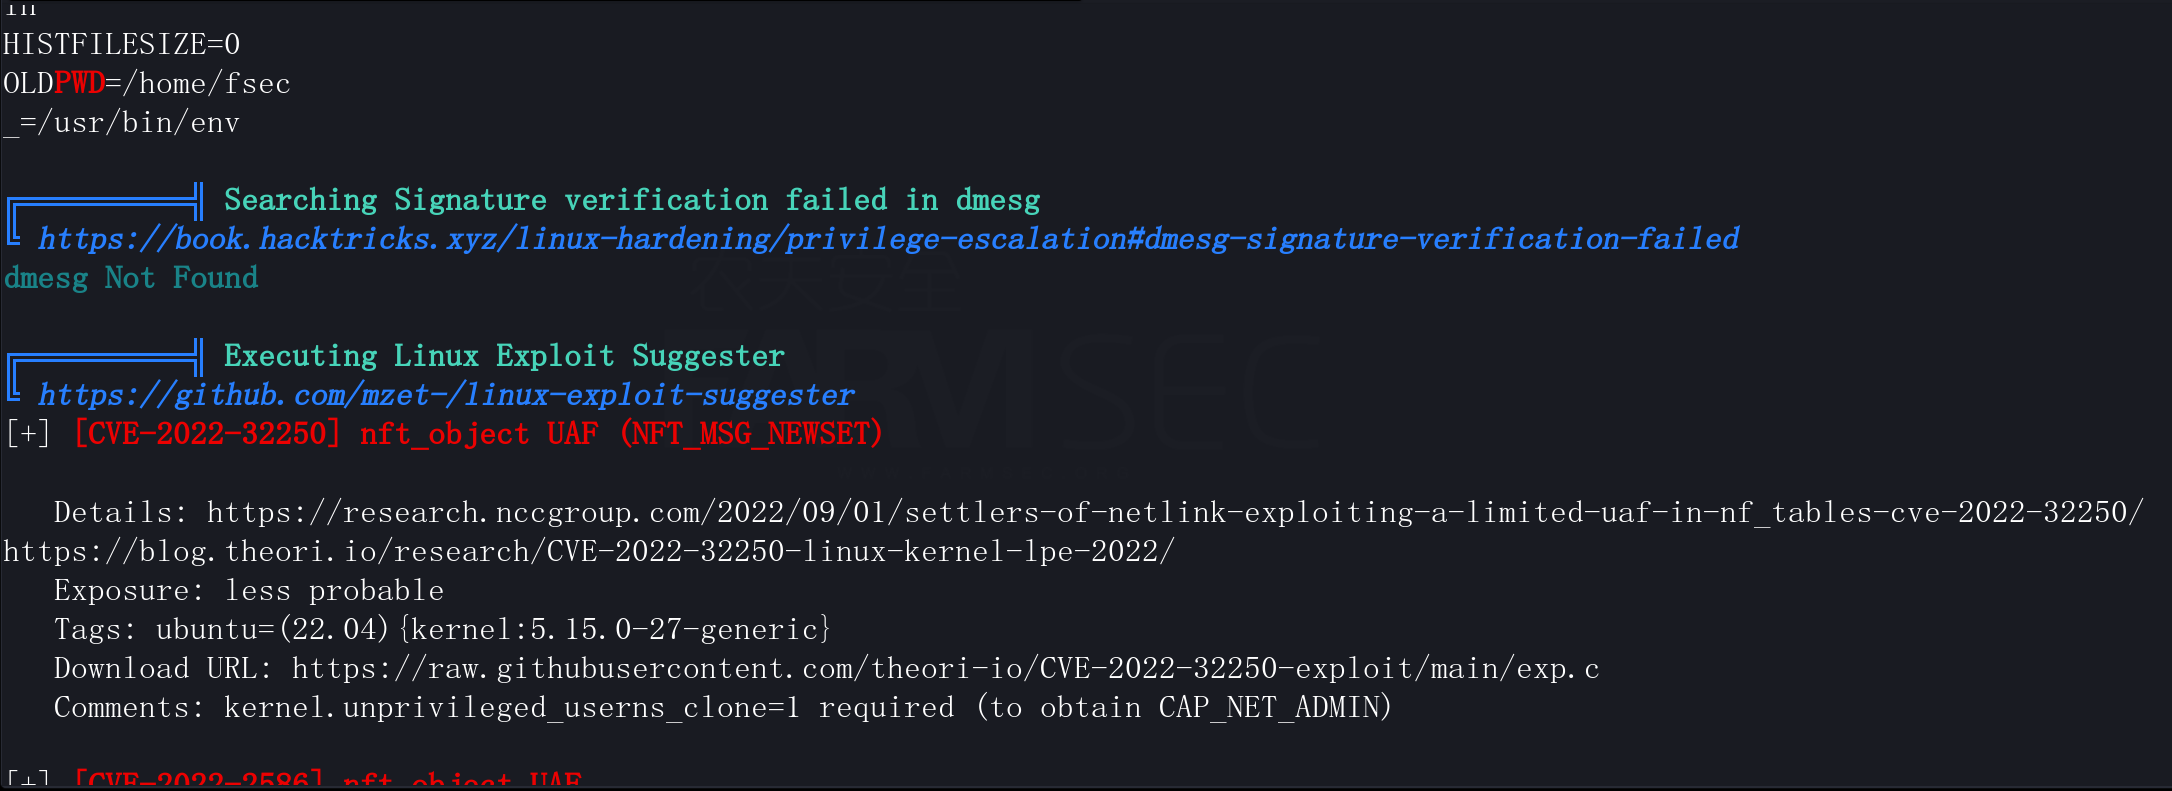 in
HISTFILESIZE=0
OLDPWD=/home/fsec
_=/usr/bin/env
Searching Signature verification failed in dmesg
https://book.hacktricks.xyz/linux-hardening/privilege-escalation#dmesg-signature-verification-failed
dmesg Not Found
农夫安全
FARMSEC
Executing Linux Exploit Suggester
https://github.com/mzet-/linux-exploit-suggester
[+] [CVE-2022-32250] nft_object UAF (NFT_MSG_NEWSET)
Details: https://research.nccgroup.com/2022/09/01/settlers-of-netlink-exploiting-a-limited-uaf-in-nf_tables-cve-2022-32250/
https://blog.theori.io/research/CVE-2022-32250-linux-kernel-lpe-2022/
Exposure: less probable
Tags: ubuntu=(22.04){kernel:5.15.0-27-generic}
Download URL: https://raw.githubusercontent.com/theori-io/CVE-2022-32250-exploit/main/exp.c
Comments: kernel.unprivileged_userns_clone=1 required (to obtain CAP_NET_ADMIN)
[+] [CVE-2022-2586] nft_object UAF